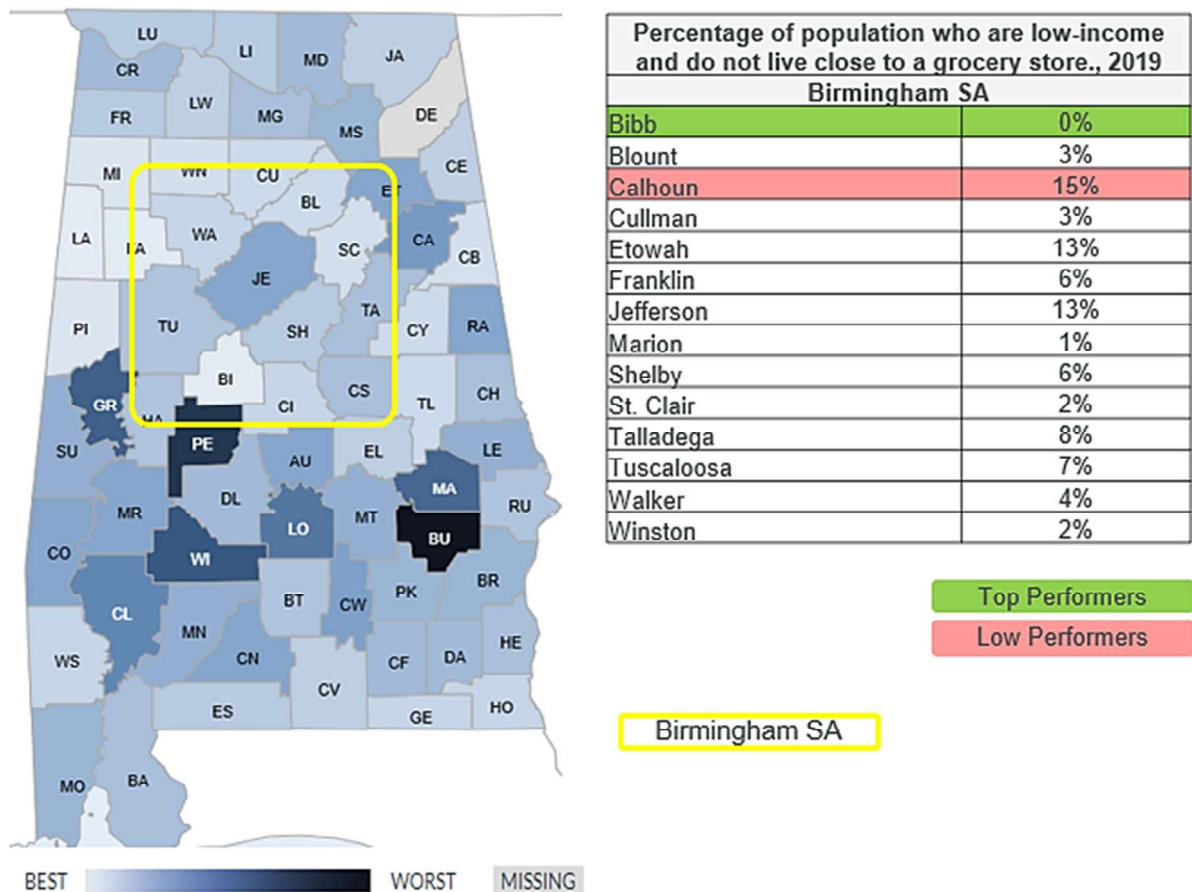 LU
LI
MD
JA
CR
LW
DE
FR
MG
MS
CE
MI
WN
CU
ET
BL
LA
FA
WA
SC
CA
CB
JE
PI
TU
TA
RA
SH
CY
BI
CS
CH
GR
HA
CI
TL
SU
PE
EL
LE
AU
MA
DL
RU
MR
LO
MT
BU
CO
WI
BR
PK
CL
BT
CW
MN
HE
WS
CN
CF
DA
CV
ES
GE
HO
MO
BA
BEST WORST MISSING
Percentage of population who are low-income
and do not live close to a grocery store., 2019
Birmingham SA
Bibb 0%
Blount 3%
Calhoun 15%
Cullman 3%
Etowah 13%
Franklin 6%
Jefferson 13%
Marion 1%
Shelby 6%
St. Clair 2%
Talladega 8%
Tuscaloosa 7%
Walker 4%
Winston 2%
Top Performers
Low Performers
Birmingham SA